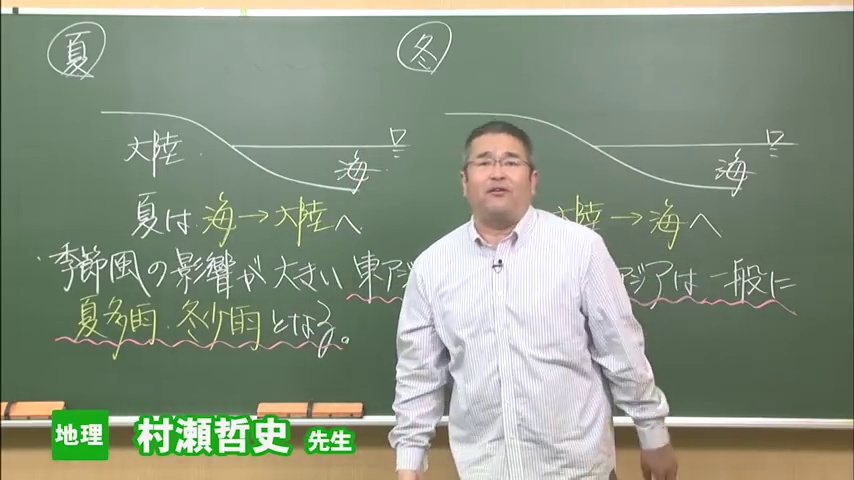 夏
冬
大陸
海
海
夏は 海→大陸へ
大陸→海へ
季節風の影響が大きい 東アジ
アジアは一般に
夏多雨・冬少雨となる。
地理
村瀬哲史 先生